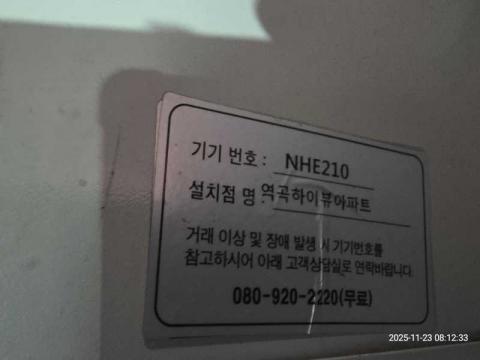 기기 번호 : NHE210
설치점 명 : 역곡하이뷰아파트
거래 이상 및 장애 발생 시 기기번호를
참고하시어 아래 고객상담실로 연락바랍니다
080-920-2220(무료)
2025-11-23 08:12:33